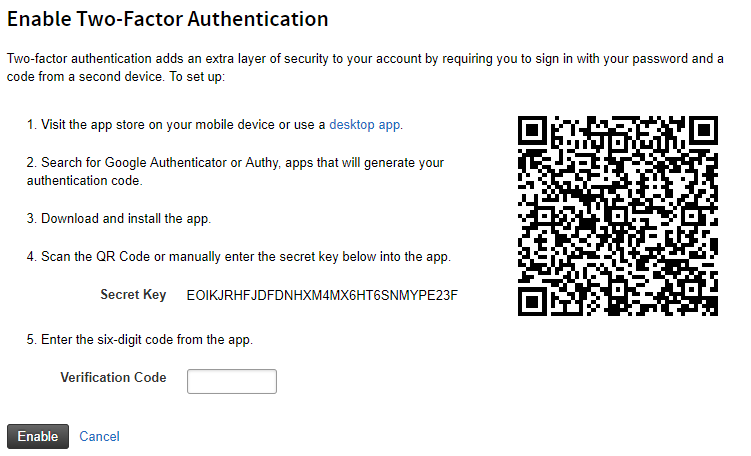 Enable Two-Factor Authentication
Two-factor authentication adds an extra layer of security to your account by requiring you to sign in with your password and a
code from a second device. To set up:
1. Visit the app store on your mobile device or use a desktop app.
2. Search for Google Authenticator or Authy, apps that will generate your
authentication code.
3. Download and install the app.
4. Scan the QR Code or manually enter the secret key below into the app.
Secret Key EOIKJRHFJDFDNHXM4MX6HT6SNMYPE23F
5. Enter the six-digit code from the app.
Verification Code
Enable Cancel